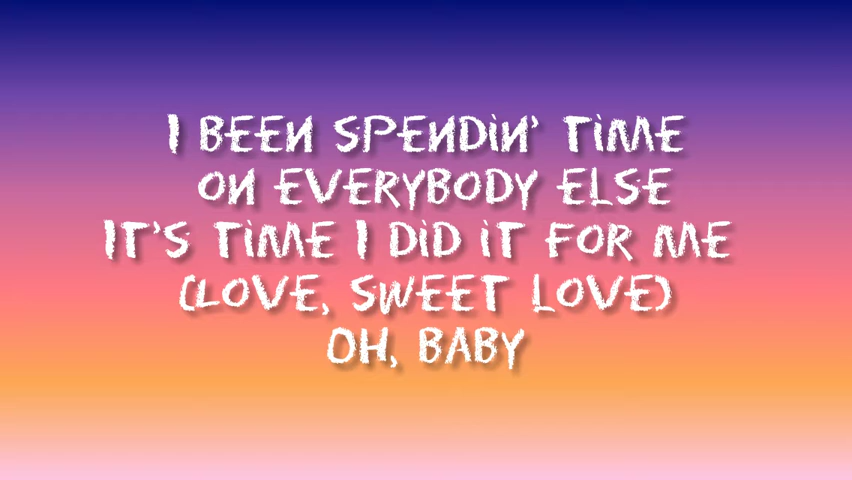 I BEEN SPENDiN' TiME
ON EVERYBODY ELSE
IT'S TiME I DiD iT FOR ME
(LOVE, SWEET LOVE)
OH, BABY